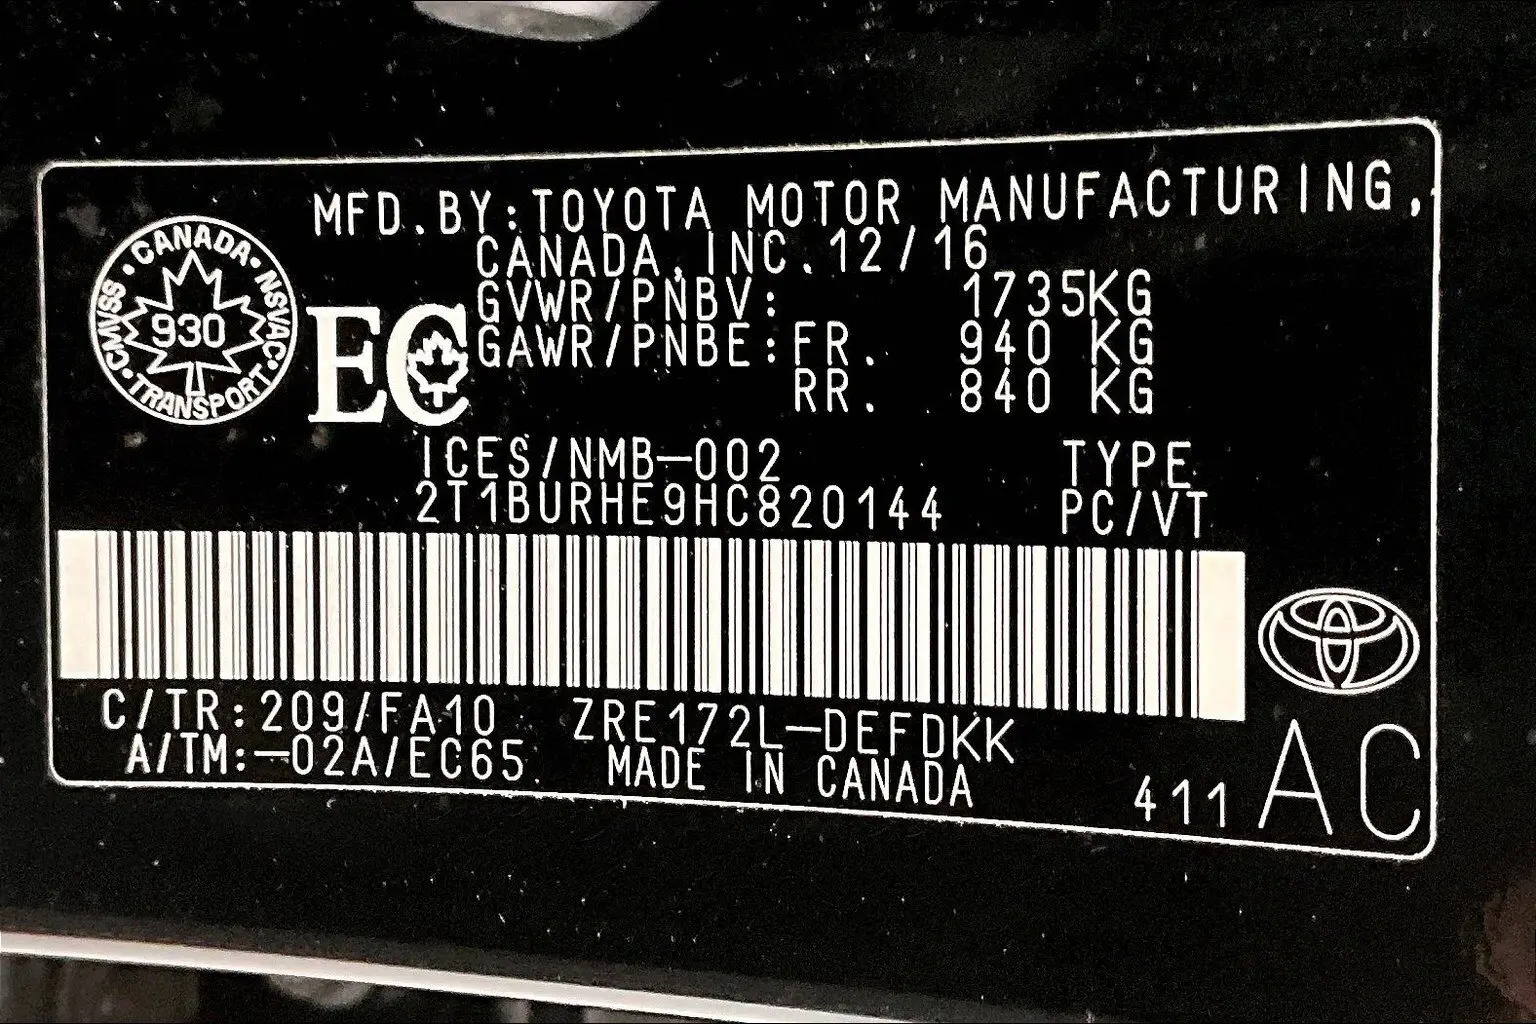 MFD.BY:TOYOTA MOTOR MANUFACTURING,
CANADA,INC.12/16
GVWR/PNBV: 1735KG
GAWR/PNBE:FR. 940 KG
RR. 840 KG
CANADA·NSVAC·TRANSPORT·CMVSS·
930
EC
ICES/NMB-002 TYPE
2T1BURHE9HC820144 PC/VT
C/TR:209/FA10 ZRE172L-DEFDKK
A/TM:-02A/EC65 MADE IN CANADA
411 AC